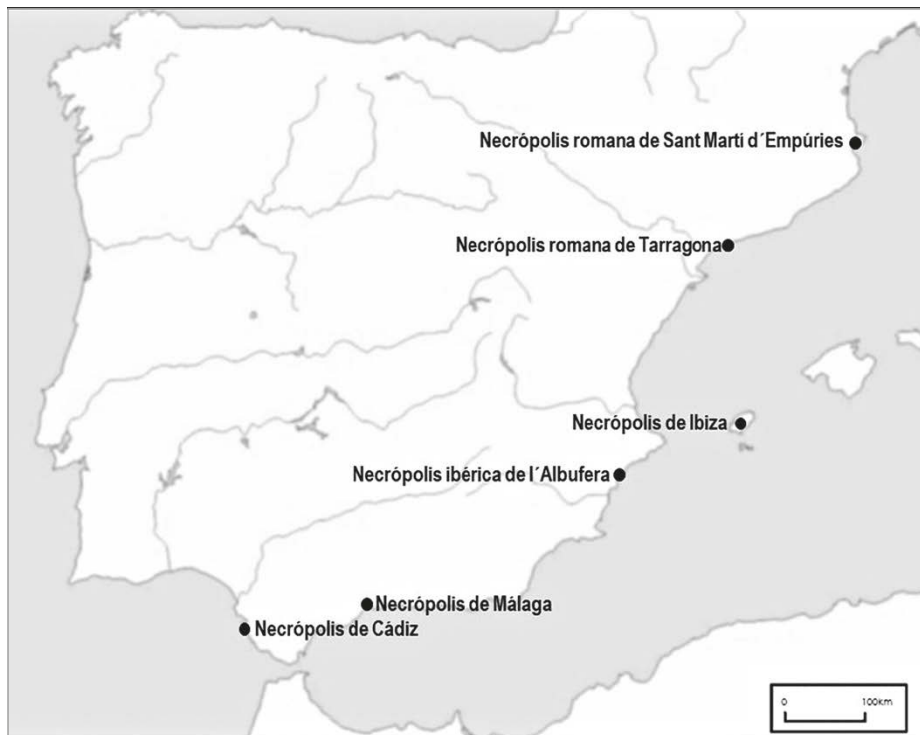 Necrópolis romana de Sant Martí d´Empúries
Necrópolis romana de Tarragona
Necrópolis de Ibiza
Necrópolis ibérica de l´Albufera
Necrópolis de Málaga
Necrópolis de Cádiz
0 100km